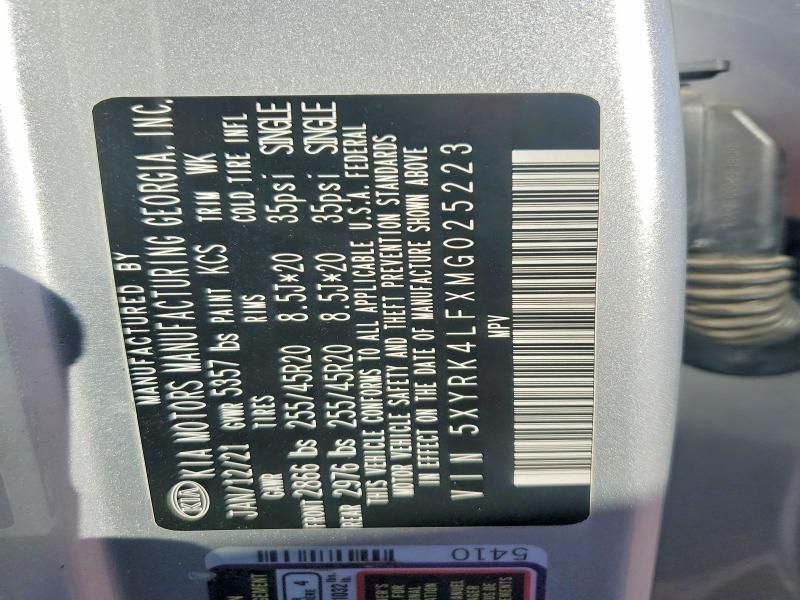 MANUFACTURED BY
KIA KIA MOTORS MANUFACTURING GEORGIA, INC.
JAN/12/21 GVWR 5357 lbs PAINT KCS TRIM WK
GAWR TIRES RIMS COLD TIRE INFL
FRONT 2866 lbs 255/45R20 8.5J*20 35psi SINGLE
REAR 2976 lbs 255/45R20 8.5J*20 35psi SINGLE
THIS VEHICLE CONFORMS TO ALL APPLICABLE U.S.A. FEDERAL
MOTOR VEHICLE SAFETY AND THEFT PREVENTION STANDARDS
IN EFFECT ON THE DATE OF MANUFACTURE SHOWN ABOVE
VIN 5XYRK4LFXMG025223
MPV
5410
4